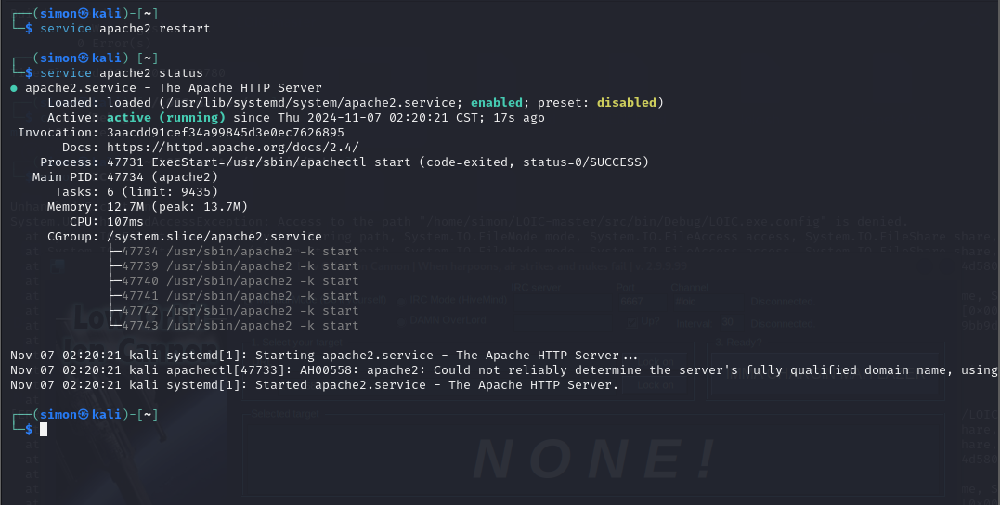 ┌──(simon㉿kali)-[~]
└─$ service apache2 restart
┌──(simon㉿kali)-[~]
└─$ service apache2 status
● apache2.service - The Apache HTTP Server
Loaded: loaded (/usr/lib/systemd/system/apache2.service; enabled; preset: disabled)
Active: active (running) since Thu 2024-11-07 02:20:21 CST; 17s ago
Invocation: 3aacdd91cef34a99845d3e0ec7626895
Docs: https://httpd.apache.org/docs/2.4/
Process: 47731 ExecStart=/usr/sbin/apachectl start (code=exited, status=0/SUCCESS)
Main PID: 47734 (apache2)
Tasks: 6 (limit: 9435)
Memory: 12.7M (peak: 13.7M)
CPU: 107ms
CGroup: /system.slice/apache2.service
├─47734 /usr/sbin/apache2 -k start
├─47739 /usr/sbin/apache2 -k start
├─47740 /usr/sbin/apache2 -k start
├─47741 /usr/sbin/apache2 -k start
├─47742 /usr/sbin/apache2 -k start
└─47743 /usr/sbin/apache2 -k start
Nov 07 02:20:21 kali systemd[1]: Starting apache2.service - The Apache HTTP Server...
Nov 07 02:20:21 kali apachectl[47733]: AH00558: apache2: Could not reliably determine the server's fully qualified domain name, using
Nov 07 02:20:21 kali systemd[1]: Started apache2.service - The Apache HTTP Server.
┌──(simon㉿kali)-[~]
└─$
NONE!